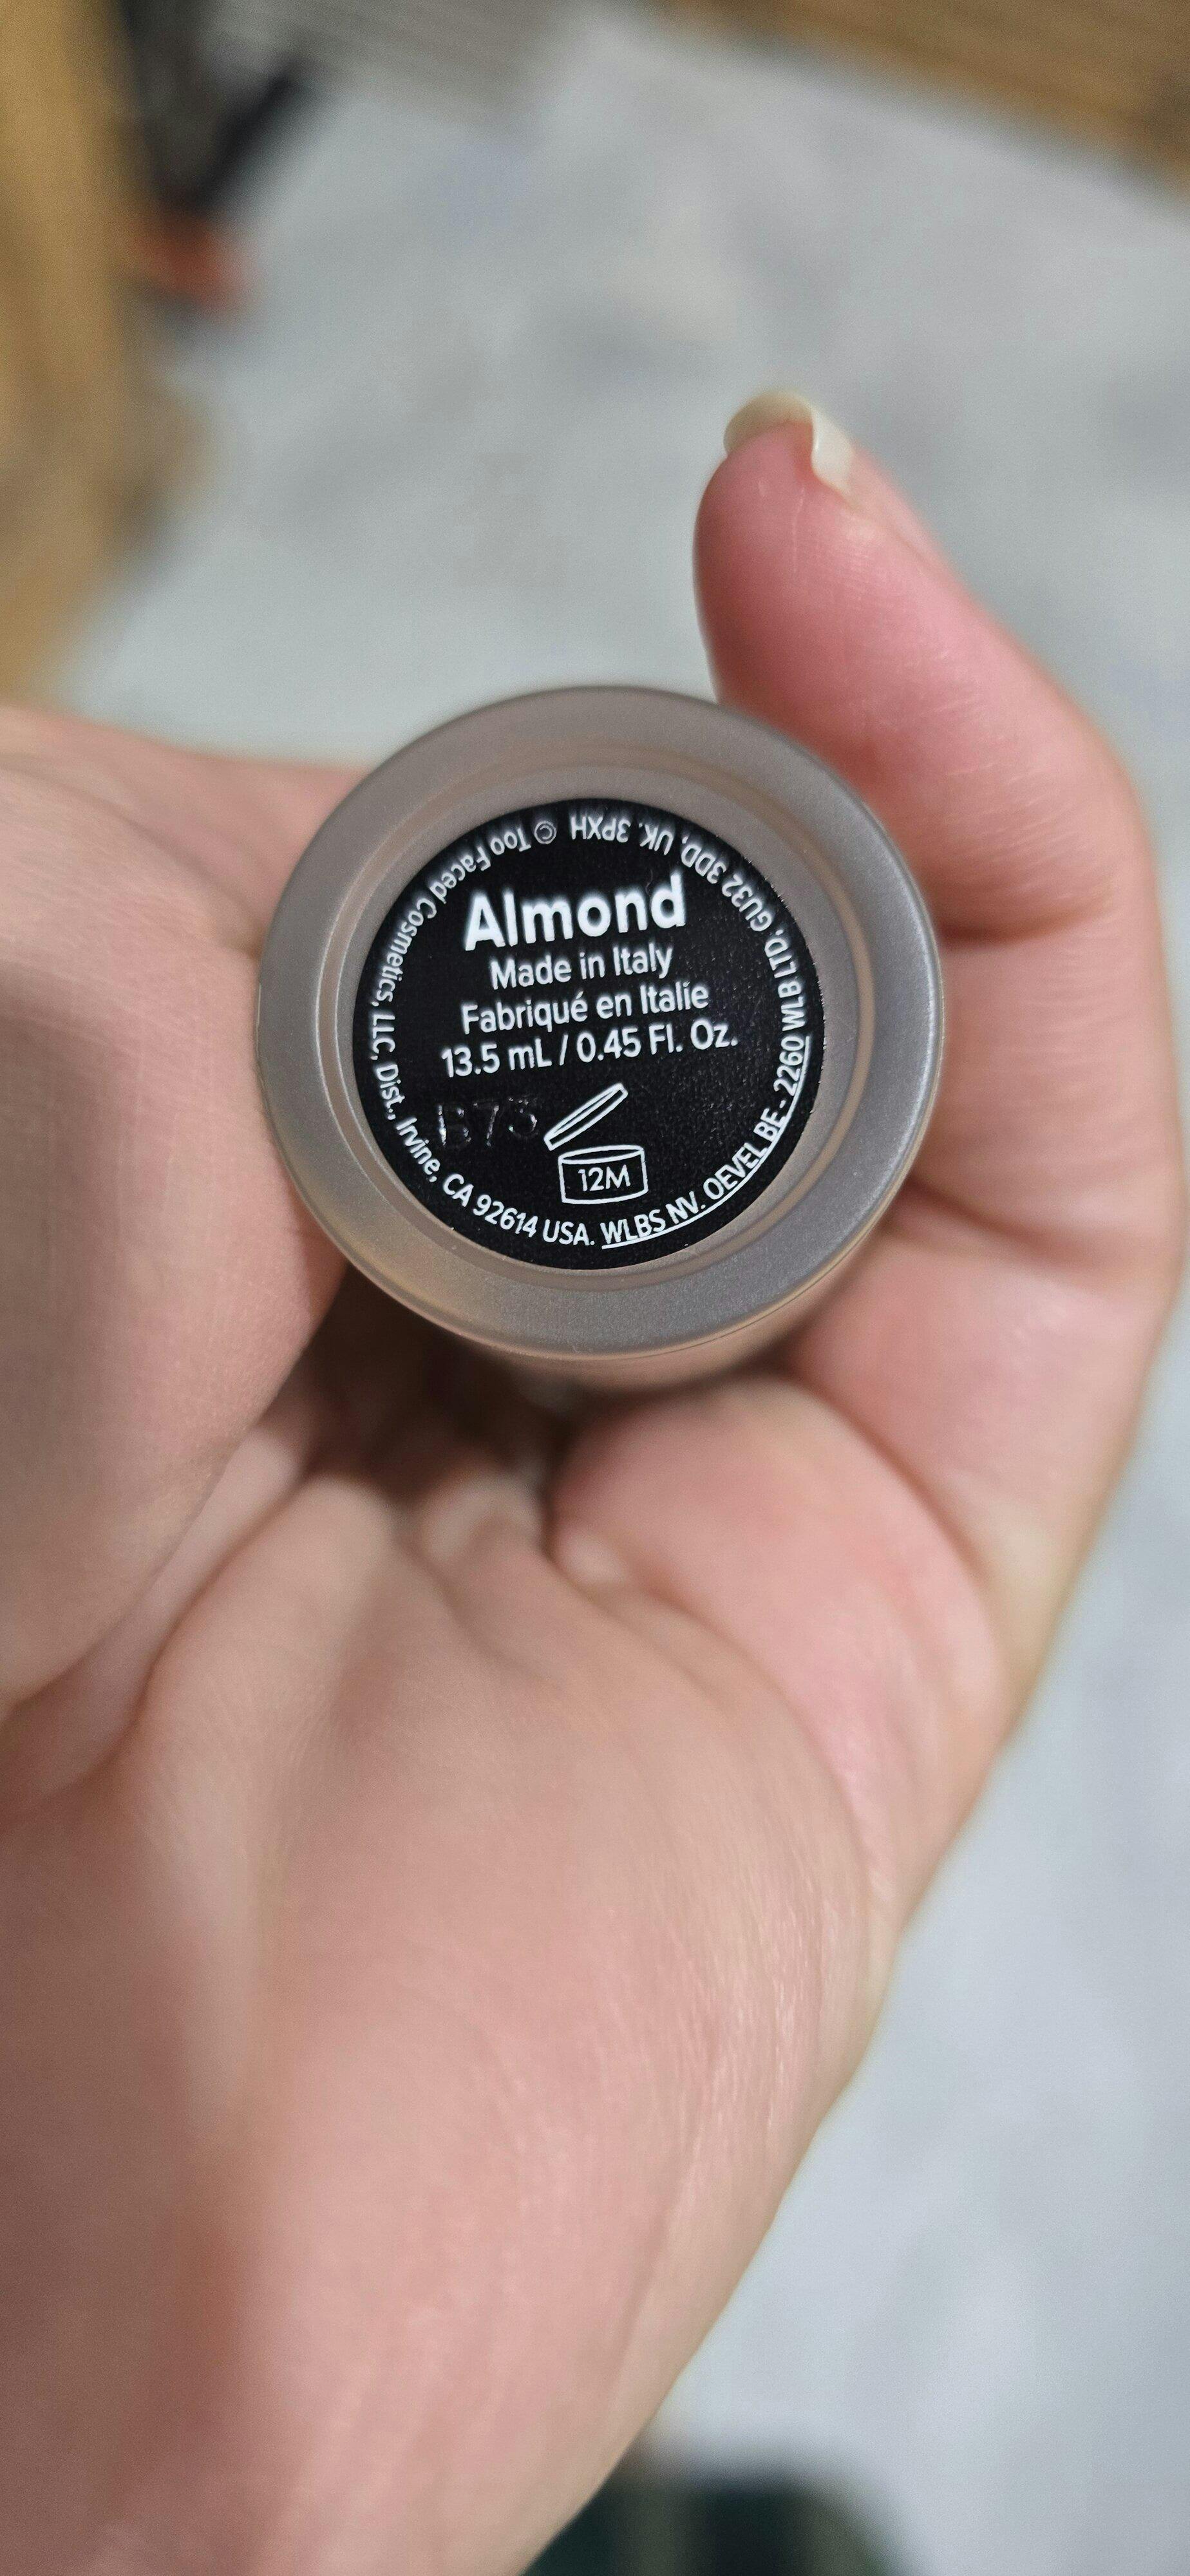 Almond
Made in Italy
Fabriqué en Italie
13.5 mL / 0.45 Fl. Oz.
B73
12M
© Too Faced Cosmetics, LLC, Dist., Irvine, CA 92614 USA. WLBS NV. OEVEL BE - 2260 WLB LTD. GU32 3DD, UK. 3PXH